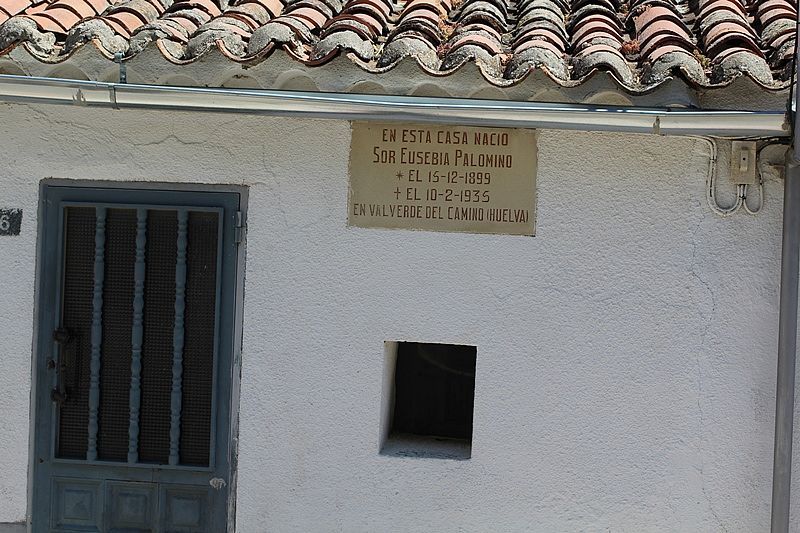 EN ESTA CASA NACIO
SOR EUSEBIA PALOMINO
* EL 15-12-1899
† EL 10-2-1935
EN VALVERDE DEL CAMINO (HUELVA)
6